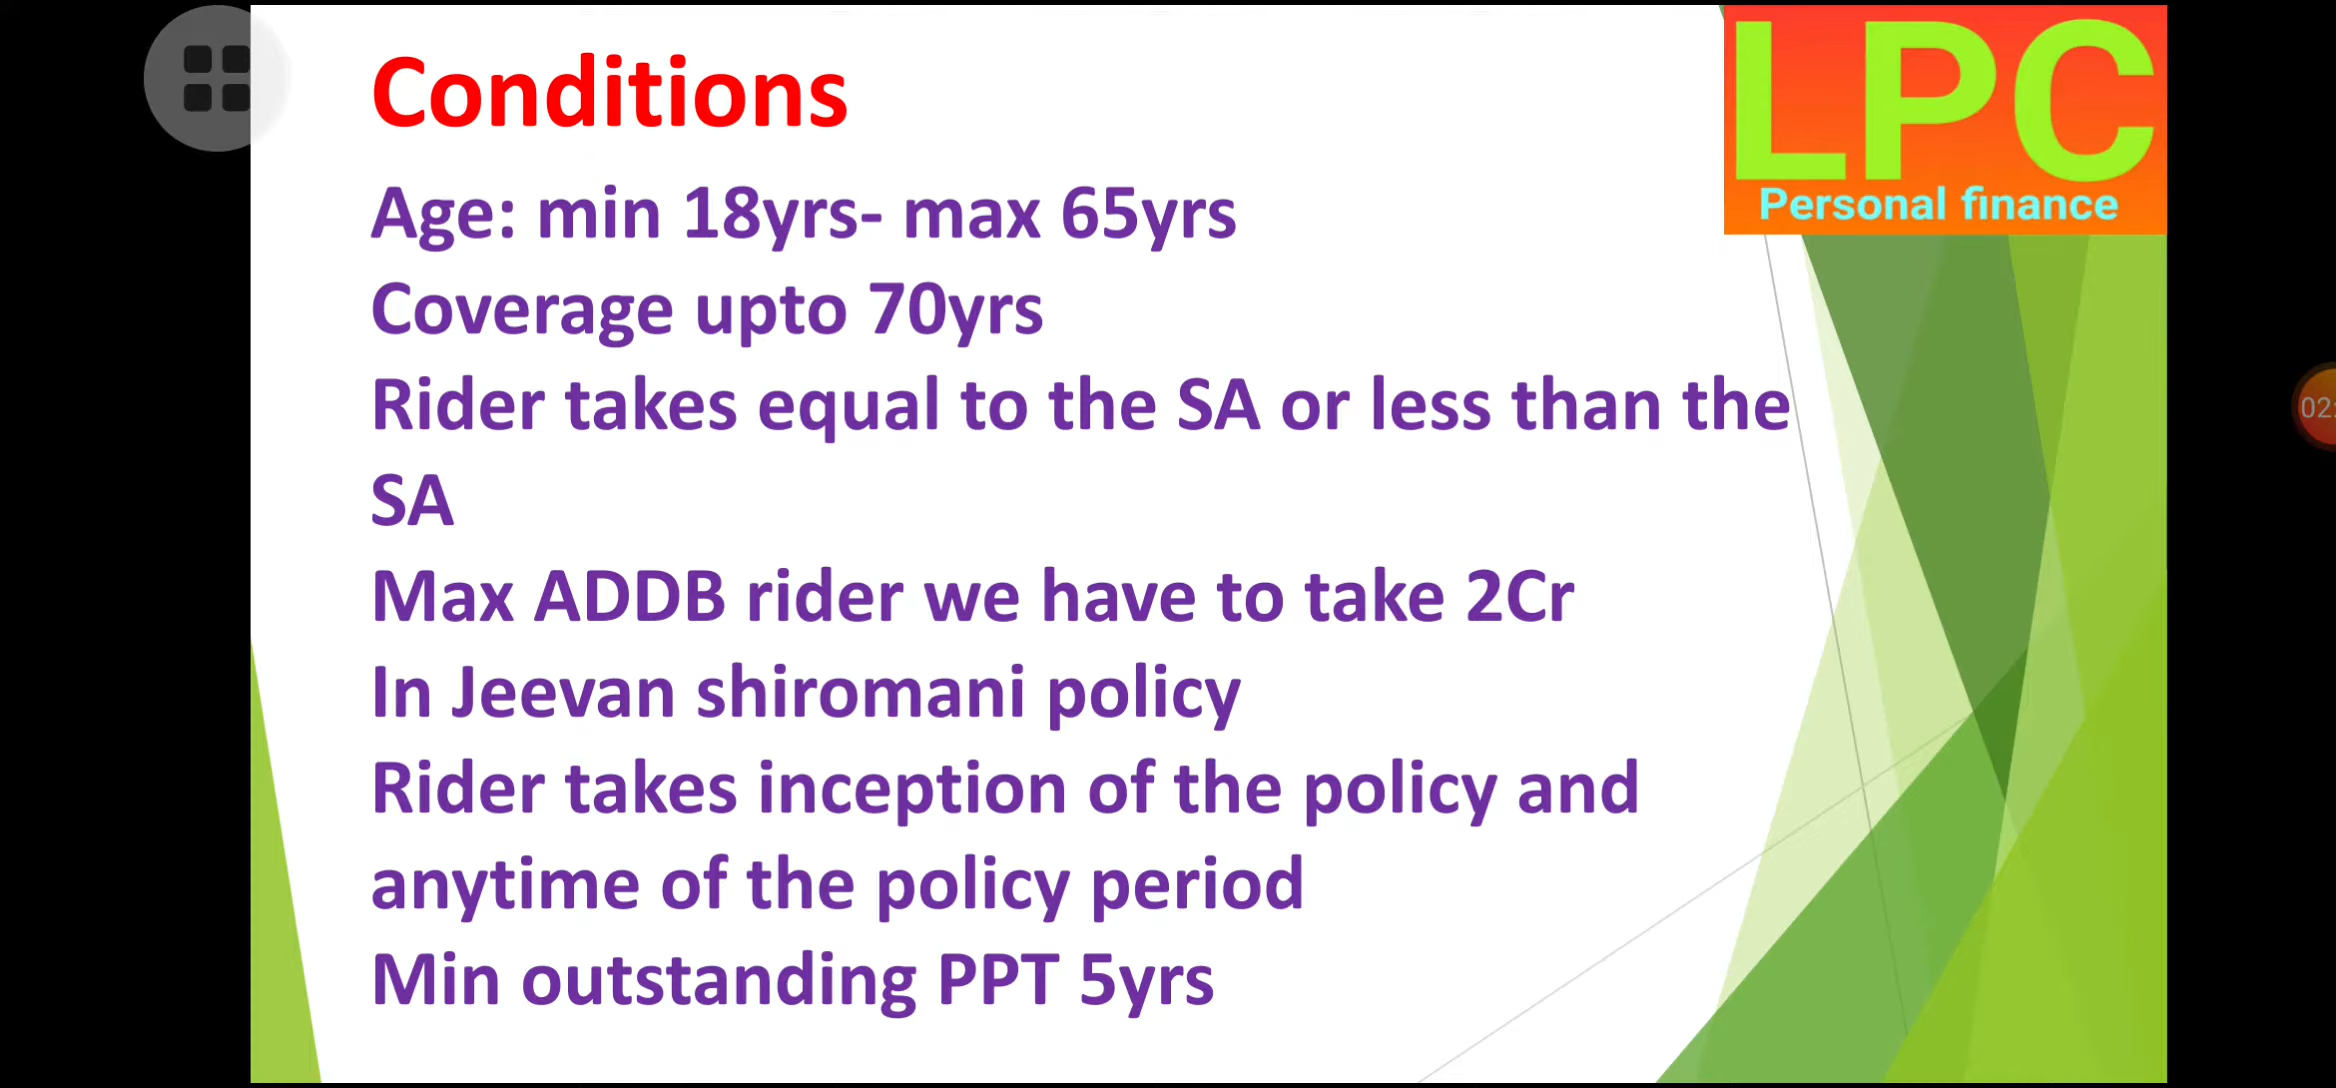 Conditions
LPC
Personal finance
Age: min 18yrs- max 65yrs
Coverage upto 70yrs
Rider takes equal to the SA or less than the
SA
Max ADDB rider we have to take 2Cr
In Jeevan shiromani policy
Rider takes inception of the policy and
anytime of the policy period
Min outstanding PPT 5yrs